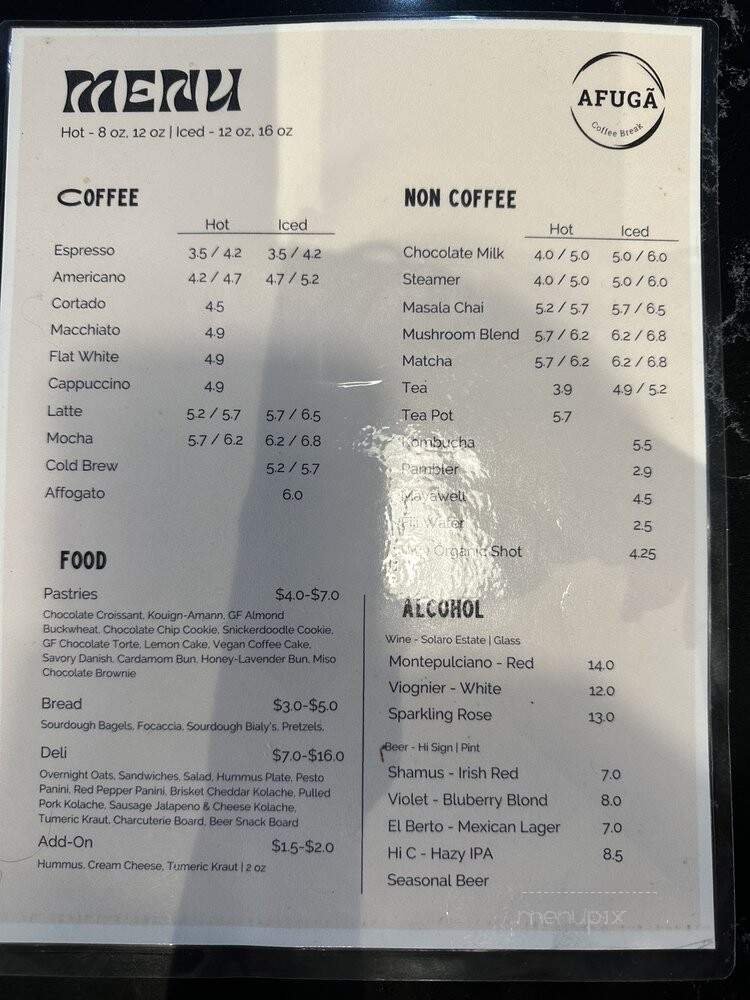 MENU
Hot - 8 oz, 12 oz | Iced - 12 oz, 16 oz
AFUGÃ
Coffee Break
COFFEE
Hot Iced
Espresso 3.5 / 4.2 3.5 / 4.2
Americano 4.2 / 4.7 4.7 / 5.2
Cortado 4.5
Macchiato 4.9
Flat White 4.9
Cappuccino 4.9
Latte 5.2 / 5.7 5.7 / 6.5
Mocha 5.7 / 6.2 6.2 / 6.8
Cold Brew 5.2 / 5.7
Affogato 6.0
NON COFFEE
Hot Iced
Chocolate Milk 4.0 / 5.0 5.0 / 6.0
Steamer 4.0 / 5.0 5.0 / 6.0
Masala Chai 5.2 / 5.7 5.7 / 6.5
Mushroom Blend 5.7 / 6.2 6.2 / 6.8
Matcha 5.7 / 6.2 6.2 / 6.8
Tea 3.9 4.9 / 5.2
Tea Pot 5.7
Kombucha 5.5
Rambler 2.9
Mayawell 4.5
Fiji Water 2.5
Organic Shot 4.25
FOOD
Pastries $4.0-$7.0
Chocolate Croissant, Kouign-Amann, GF Almond
Buckwheat, Chocolate Chip Cookie, Snickerdoodle Cookie,
GF Chocolate Torte, Lemon Cake, Vegan Coffee Cake,
Savory Danish, Cardamom Bun, Honey-Lavender Bun, Miso
Chocolate Brownie
Bread $3.0-$5.0
Sourdough Bagels, Focaccia, Sourdough Bialy's, Pretzels,
Deli $7.0-$16.0
Overnight Oats, Sandwiches, Salad, Hummus Plate, Pesto
Panini, Red Pepper Panini, Brisket Cheddar Kolache, Pulled
Pork Kolache, Sausage Jalapeno & Cheese Kolache,
Tumeric Kraut, Charcuterie Board, Beer Snack Board
Add-On $1.5-$2.0
Hummus, Cream Cheese, Tumeric Kraut | 2 oz
ALCOHOL
Wine - Solaro Estate | Glass
Montepulciano - Red 14.0
Viognier - White 12.0
Sparkling Rose 13.0
Beer - Hi Sign | Pint
Shamus - Irish Red 7.0
Violet - Bluberry Blond 8.0
El Berto - Mexican Lager 7.0
Hi C - Hazy IPA 8.5
Seasonal Beer
menupix